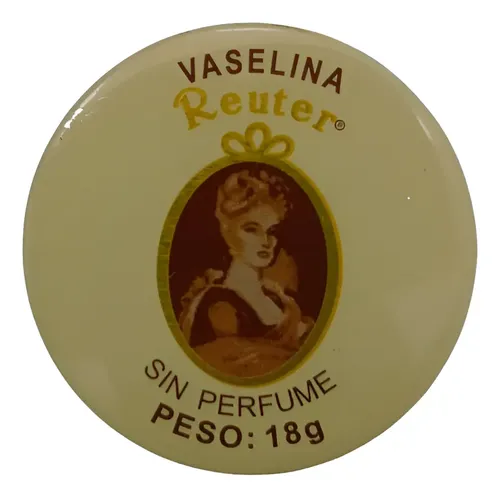 VASELINA
Reuter®
SIN PERFUME
PESO: 18g